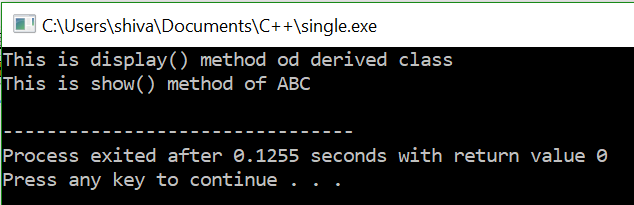 C:\Users\shiva\Documents\C++\single.exe
This is display() method od derived class
This is show() method of ABC
--------------------------------
Process exited after 0.1255 seconds with return value 0
Press any key to continue . . .